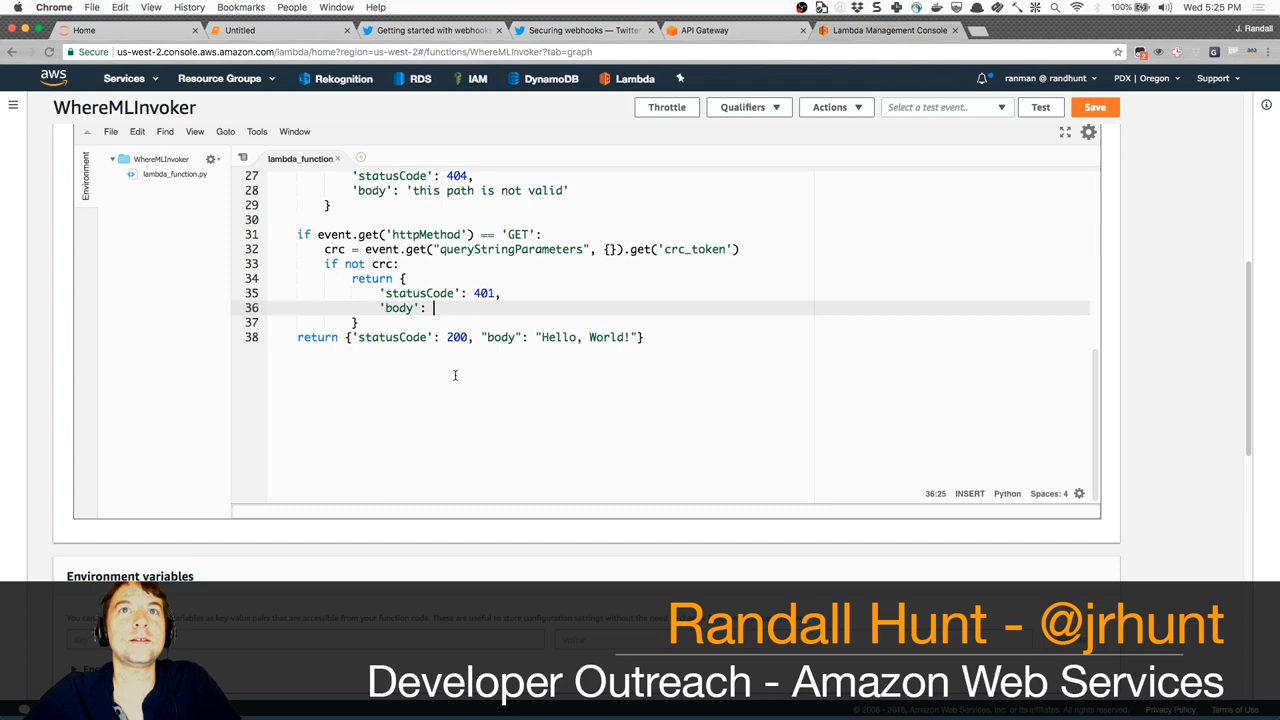 Chrome File Edit View History Bookmarks People Window Help 100% Wed 5:25 PM
Home Untitled Getting started with webhooks Securing webhooks — Twitter API Gateway Lambda Management Console J. Randall
Secure us-west-2.console.aws.amazon.com/lambda/home?region=us-west-2#/functions/WhereMLInvoker?tab=graph
aws Services Resource Groups Rekognition RDS IAM DynamoDB Lambda ranman @ randhunt PDX | Oregon Support
WhereMLInvoker Throttle Qualifiers Actions Select a test event.. Test Save
File Edit Find View Goto Tools Window
Environment WhereMLInvoker lambda_function
lambda_function.py
27 'statusCode': 404,
28 'body': 'this path is not valid'
29 }
30
31 if event.get('httpMethod') == 'GET':
32 crc = event.get("queryStringParameters", {}).get('crc_token')
33 if not crc:
34 return {
35 'statusCode': 401,
36 'body':
37 }
38 return {'statusCode': 200, "body": "Hello, World!"}
36:25 INSERT Python Spaces: 4
Environment variables
Randall Hunt - @jrhunt
Developer Outreach - Amazon Web Services